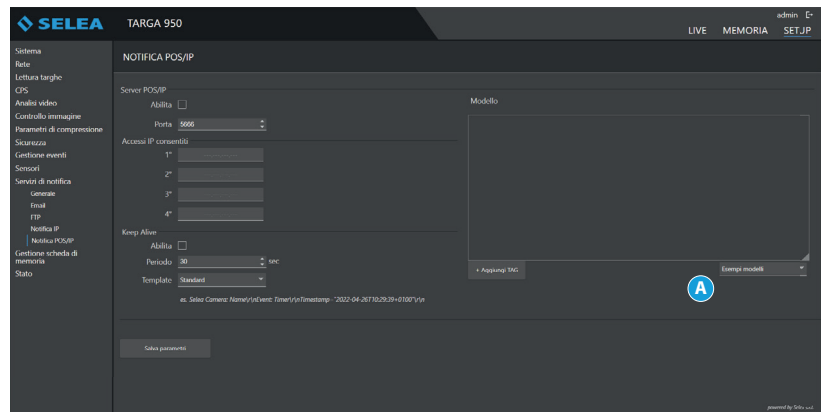 SELEA
TARGA 950
admin
LIVE MEMORIA SETUP
Sistema
Rete
Lettura targhe
CPS
Analisi video
Controllo immagine
Parametri di compressione
Sicurezza
Gestione eventi
Sensori
Servizi di notifica
Generale
Email
FTP
Notifica IP
Notifica POS/IP
Gestione scheda di
memoria
Stato
NOTIFICA POS/IP
Server POS/IP
Abilita
Porta 5666
Accessi IP consentiti
1°
2°
3°
4°
Keep Alive
Abilita
Periodo 30 sec
Template Standard
es. Selea Camera: Name\r\nEvent: Timer\r\nTimestamp -"2022-04-26T10:29:39+0100"\r\n
Salva parametri
Modello
+ Aggiungi TAG
Esempi modelli
A
powered by Selea s.r.l.